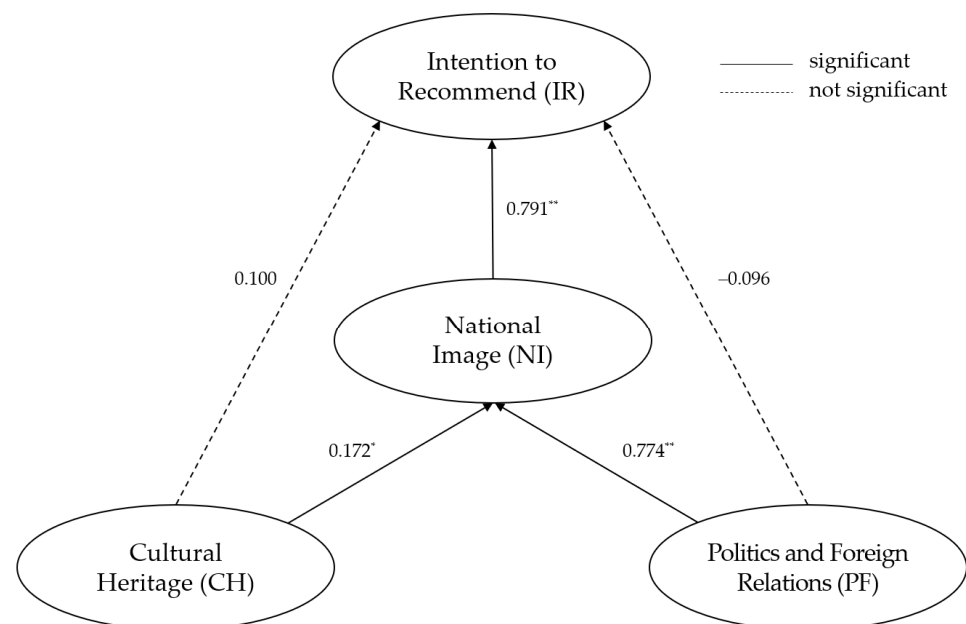 Intention to
Recommend (IR)
significant
not significant
0.791**
0.100
–0.096
National
Image (NI)
0.172*
0.774**
Cultural
Heritage (CH)
Politics and Foreign
Relations (PF)